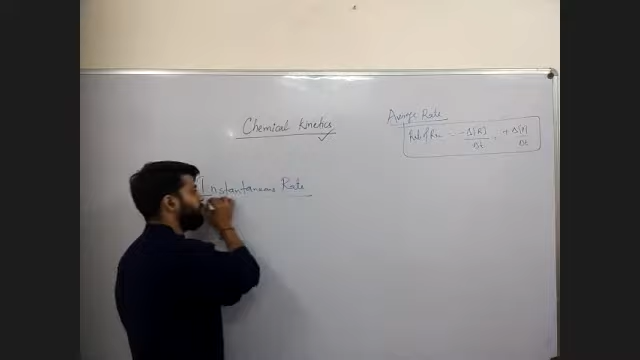 Chemical Kinetics
Average Rate
Rate of Rxn = -Δ[R]/Δt, +Δ[P]/Δt
Instantaneous Rate